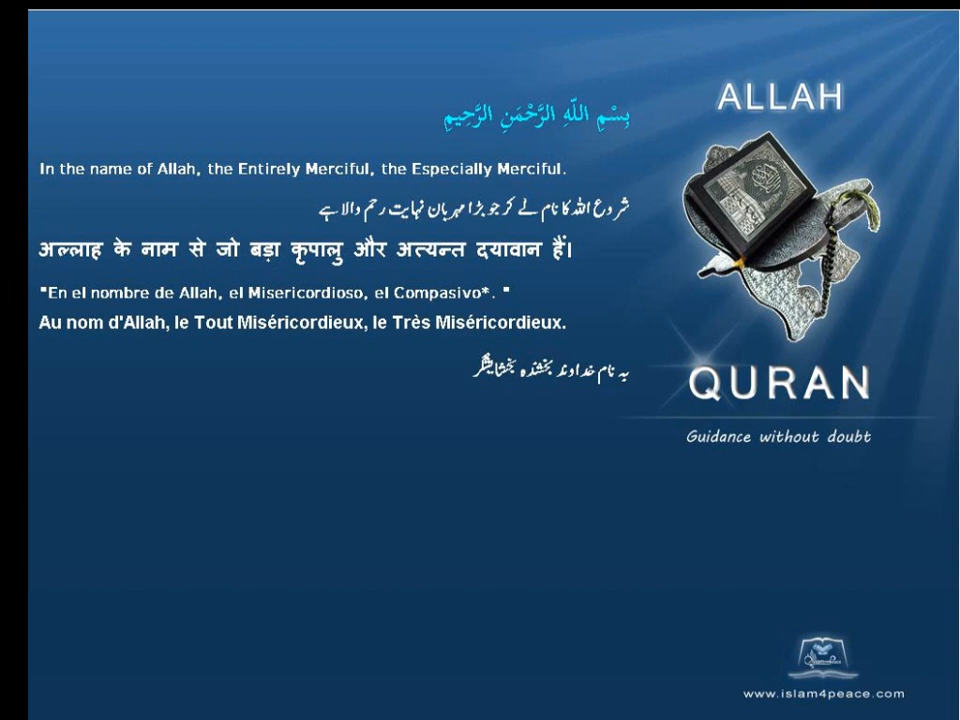 بِسْمِ اللَّهِ الرَّحْمَنِ الرَّحِيمِ
In the name of Allah, the Entirely Merciful, the Especially Merciful.
شروع الله کا نام لے کر جو بڑا مہربان نہایت رحم والا ہے
अल्लाह के नाम से जो बड़ा कृपालु और अत्यन्त दयावान हैं।
"En el nombre de Allah, el Misericordioso, el Compasivo*. "
Au nom d'Allah, le Tout Miséricordieux, le Très Miséricordieux.
به نام خداوند بخشنده بخشایشگر
ALLAH
QURAN
Guidance without doubt
www.islam4peace.com